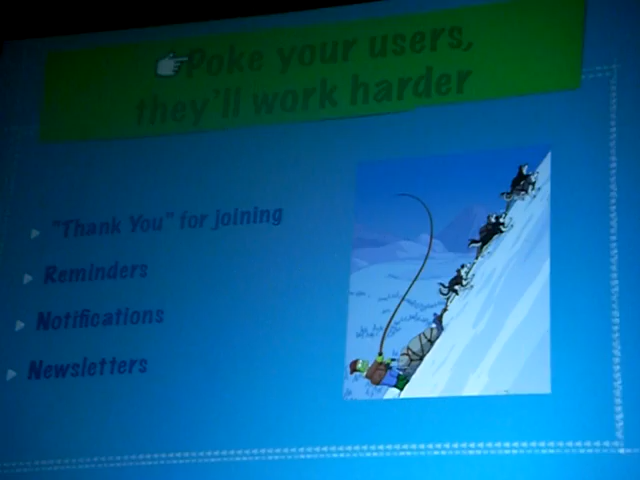 Poke your users,
they'll work harder
"Thank You" for joining
Reminders
Notifications
Newsletters